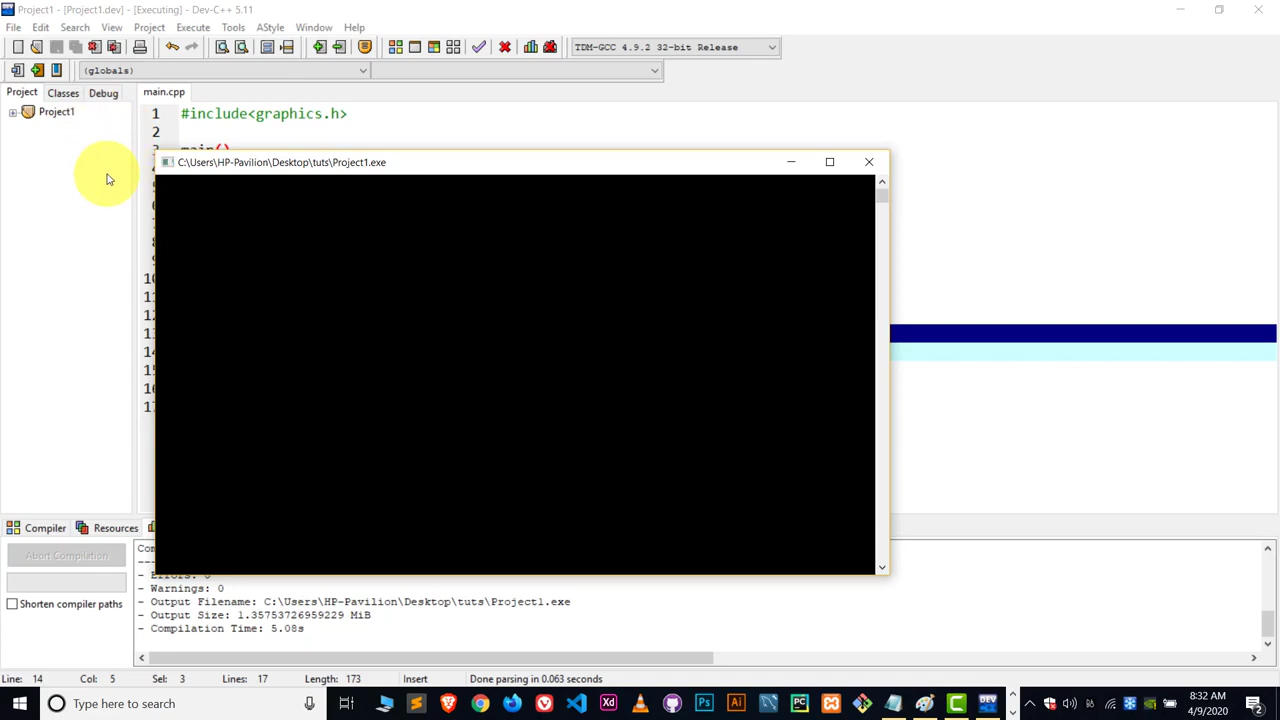 Project1 - [Project1.dev] - [Executing] - Dev-C++ 5.11
File Edit Search View Project Execute Tools AStyle Window Help
TDM-GCC 4.9.2 32-bit Release
(globals)
Project Classes Debug main.cpp
Project1
1 #include<graphics.h>
2
main()
C:\Users\HP-Pavilion\Desktop\tuts\Project1.exe
Compiler Resources
Abort Compilation
Shorten compiler paths
- Errors: 0
- Warnings: 0
- Output Filename: C:\Users\HP-Pavilion\Desktop\tuts\Project1.exe
- Output Size: 1.35753726959229 MiB
- Compilation Time: 5.08s
Line: 14 Col: 5 Sel: 3 Lines: 17 Length: 173 Insert Done parsing in 0.063 seconds
Type here to search
8:32 AM
4/9/2020